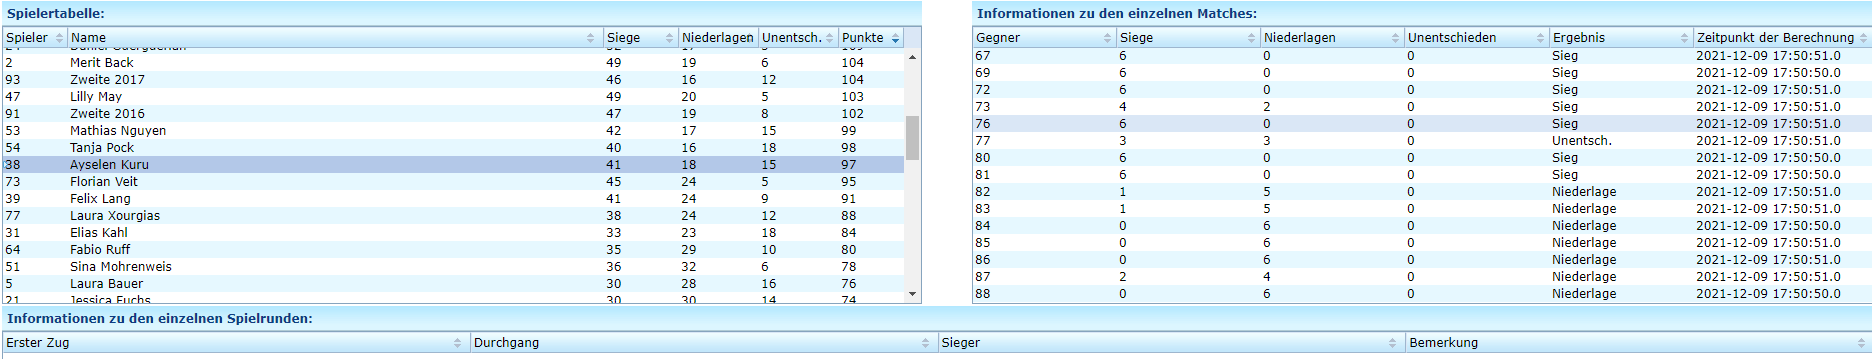 Spielertabelle:
Spieler Name Siege Niederlagen Unentsch. Punkte
2 Merit Back 49 19 6 104
93 Zweite 2017 46 16 12 104
47 Lilly May 49 20 5 103
91 Zweite 2016 47 19 8 102
53 Mathias Nguyen 42 17 15 99
54 Tanja Pock 40 16 18 98
38 Ayselen Kuru 41 18 15 97
73 Florian Veit 45 24 5 95
39 Felix Lang 41 24 9 91
77 Laura Xourgias 38 24 12 88
31 Elias Kahl 33 23 18 84
64 Fabio Ruff 35 29 10 80
51 Sina Mohrenweis 36 32 6 78
5 Laura Bauer 30 28 16 76
21 Jessica Fuchs 30 30 14 74
Informationen zu den einzelnen Matches:
Gegner Siege Niederlagen Unentschieden Ergebnis Zeitpunkt der Berechnung
67 6 0 0 Sieg 2021-12-09 17:50:51.0
69 6 0 0 Sieg 2021-12-09 17:50:50.0
72 6 0 0 Sieg 2021-12-09 17:50:51.0
73 4 2 0 Sieg 2021-12-09 17:50:51.0
76 6 0 0 Sieg 2021-12-09 17:50:51.0
77 3 3 0 Unentsch. 2021-12-09 17:50:51.0
80 6 0 0 Sieg 2021-12-09 17:50:50.0
81 6 0 0 Sieg 2021-12-09 17:50:50.0
82 1 5 0 Niederlage 2021-12-09 17:50:51.0
83 1 5 0 Niederlage 2021-12-09 17:50:51.0
84 0 6 0 Niederlage 2021-12-09 17:50:50.0
85 0 6 0 Niederlage 2021-12-09 17:50:51.0
86 0 6 0 Niederlage 2021-12-09 17:50:51.0
87 2 4 0 Niederlage 2021-12-09 17:50:51.0
88 0 6 0 Niederlage 2021-12-09 17:50:50.0
Informationen zu den einzelnen Spielrunden:
Erster Zug Durchgang Sieger Bemerkung